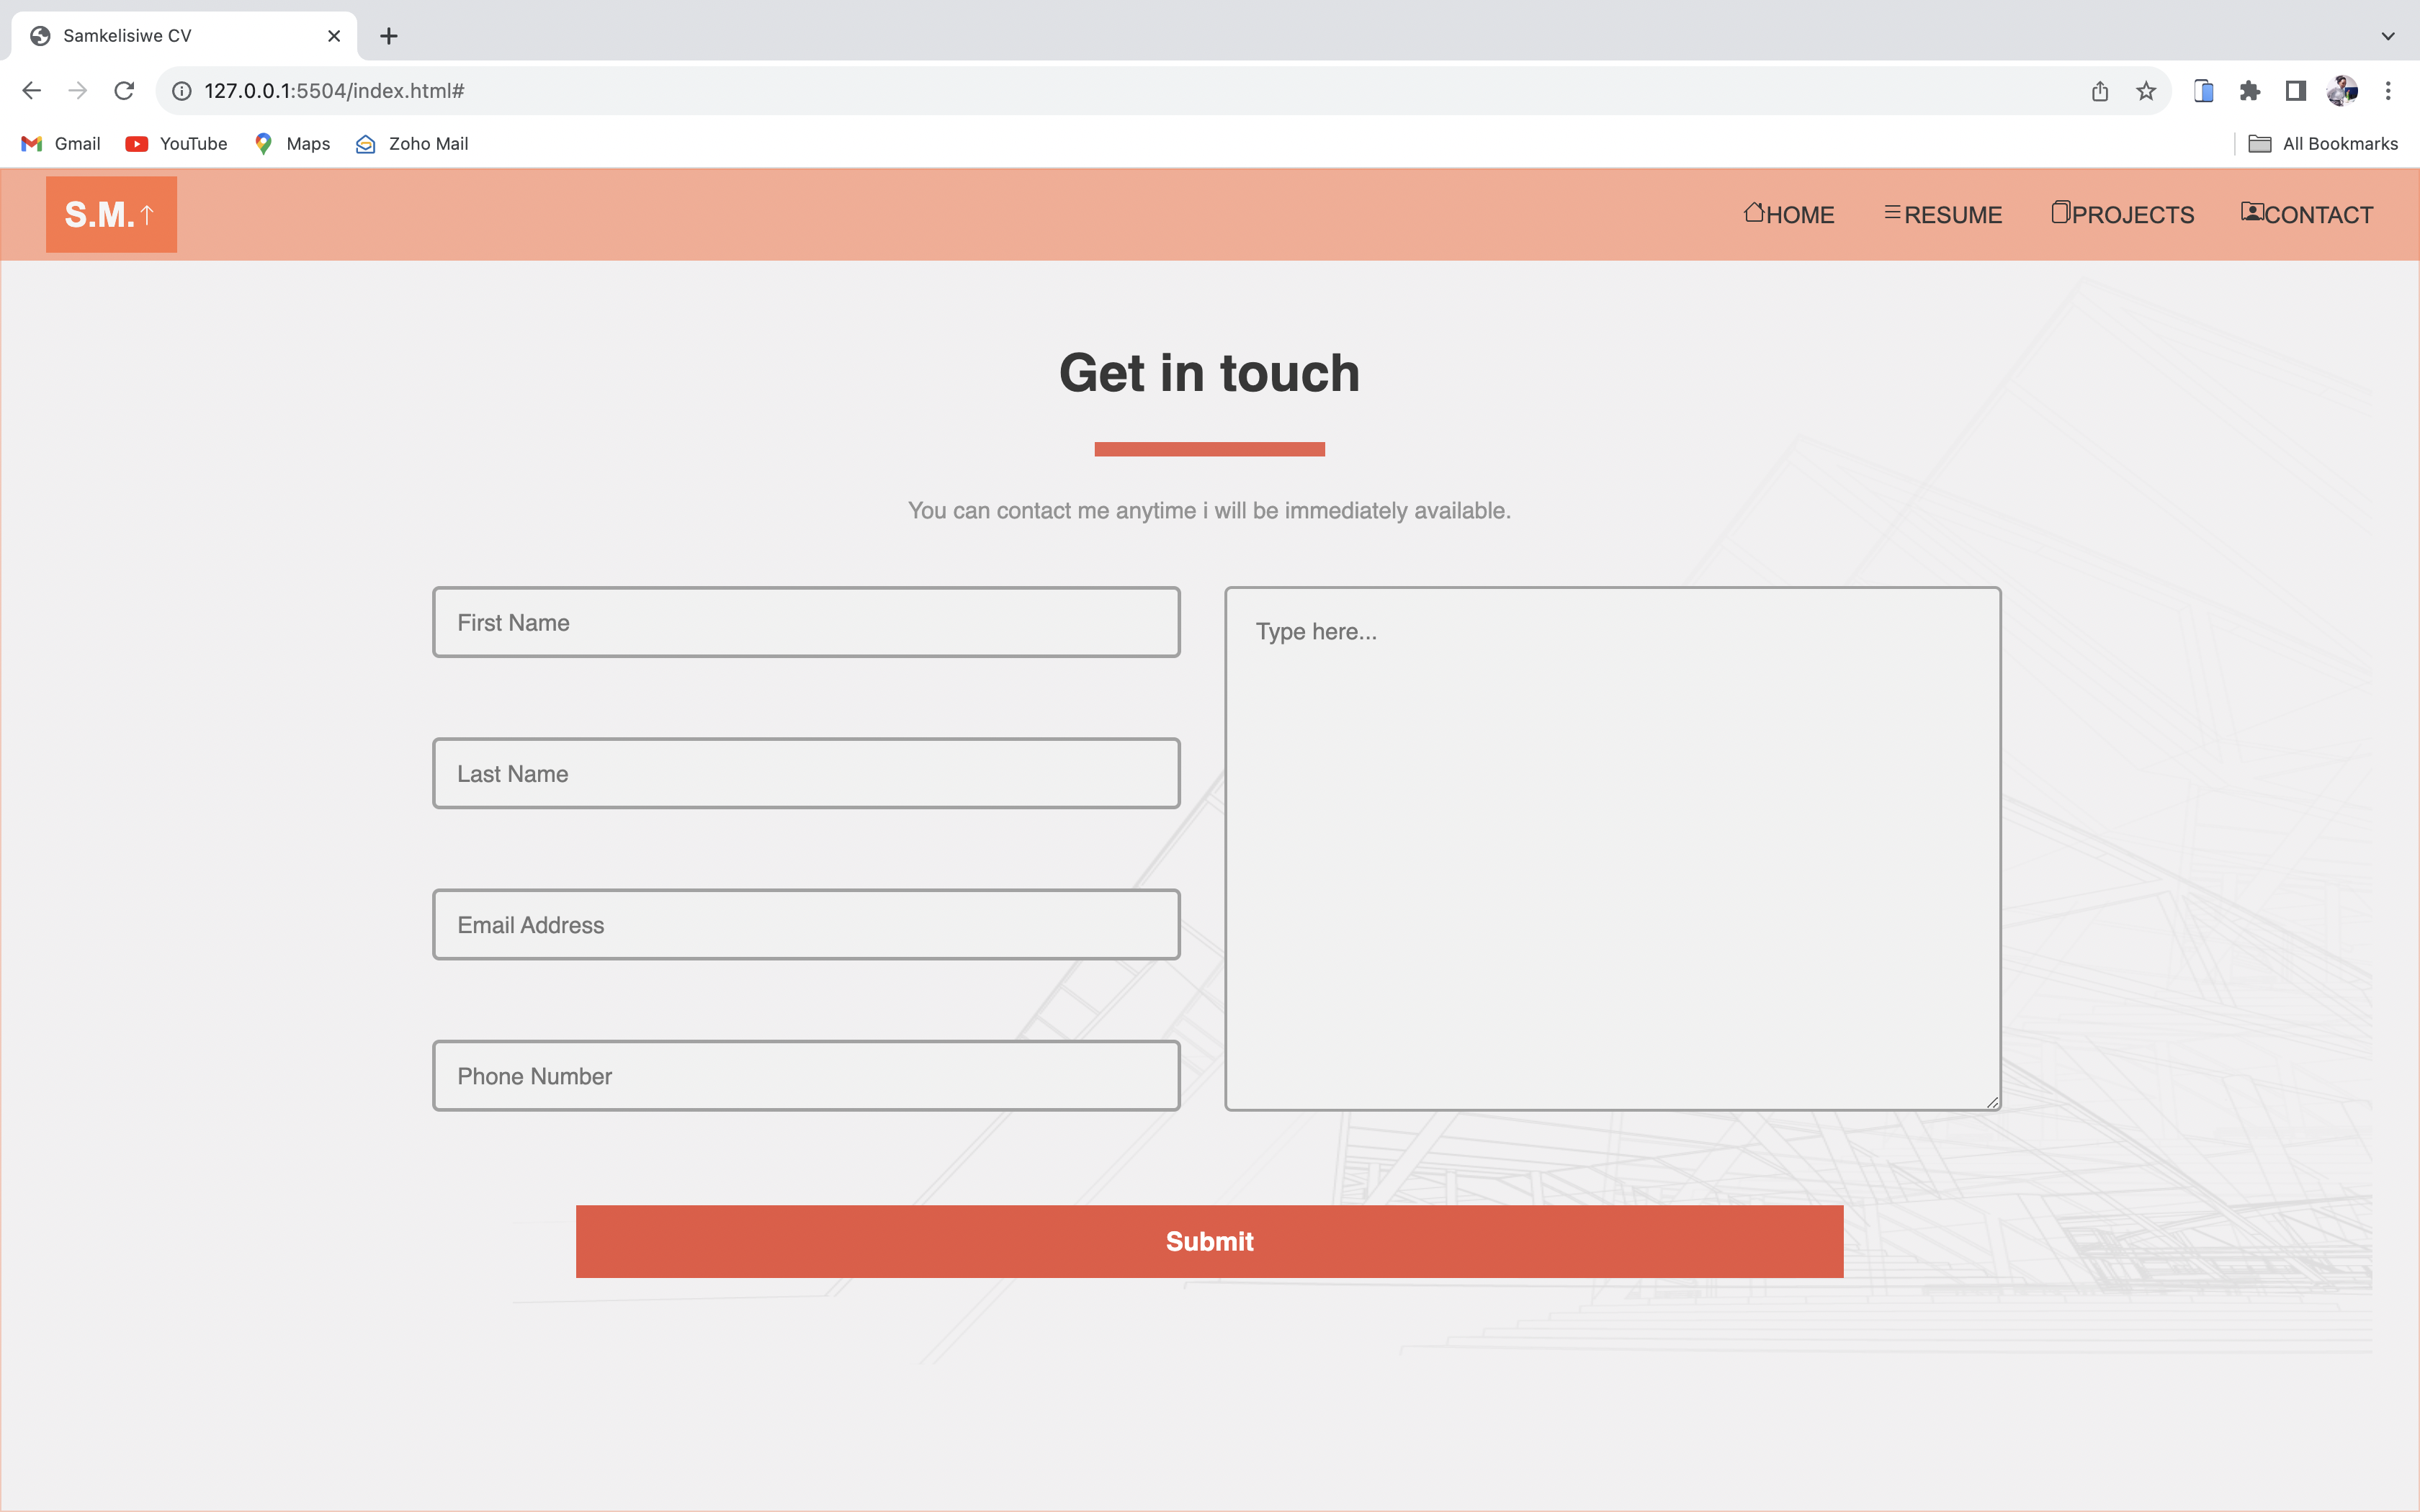 Samkelisiwe CV
127.0.0.1:5504/index.html#
Gmail YouTube Maps Zoho Mail All Bookmarks
S.M.↑ HOME RESUME PROJECTS CONTACT
Get in touch
You can contact me anytime i will be immediately available.
First Name
Last Name
Email Address
Phone Number
Type here...
Submit